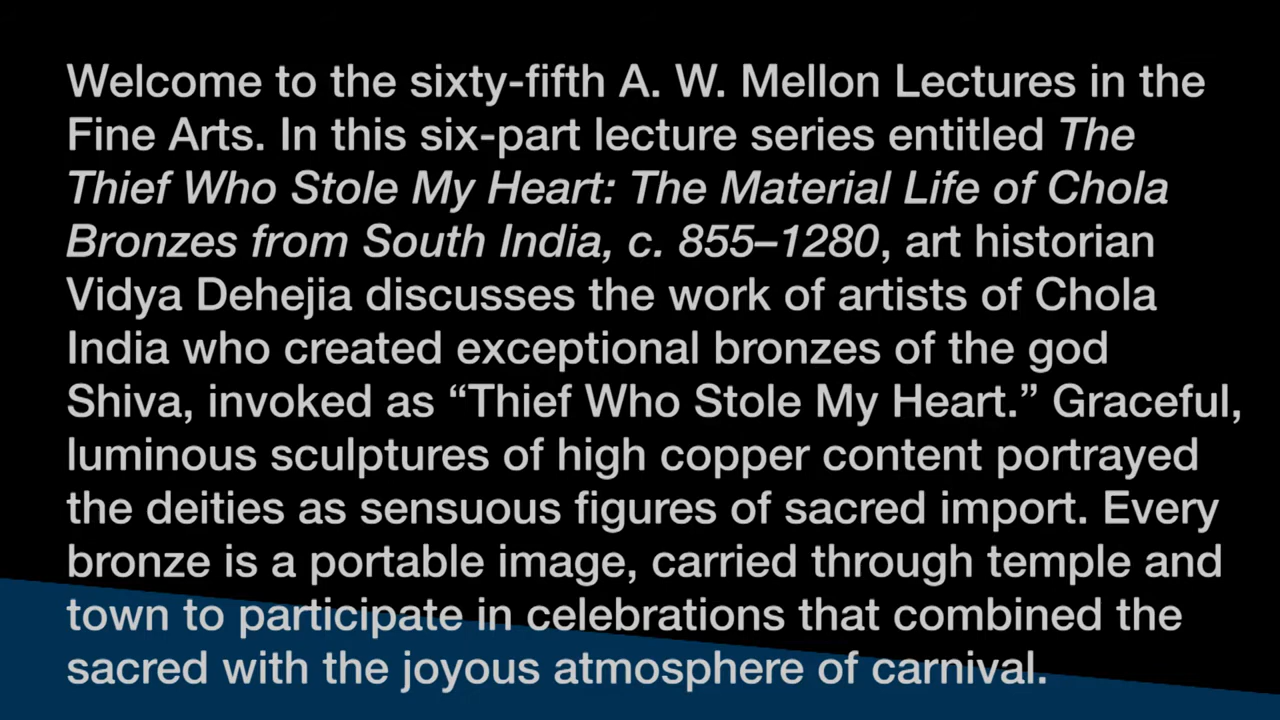 Welcome to the sixty-fifth A. W. Mellon Lectures in the
Fine Arts. In this six-part lecture series entitled The
Thief Who Stole My Heart: The Material Life of Chola
Bronzes from South India, c. 855–1280, art historian
Vidya Dehejia discusses the work of artists of Chola
India who created exceptional bronzes of the god
Shiva, invoked as “Thief Who Stole My Heart.” Graceful,
luminous sculptures of high copper content portrayed
the deities as sensuous figures of sacred import. Every
bronze is a portable image, carried through temple and
town to participate in celebrations that combined the
sacred with the joyous atmosphere of carnival.